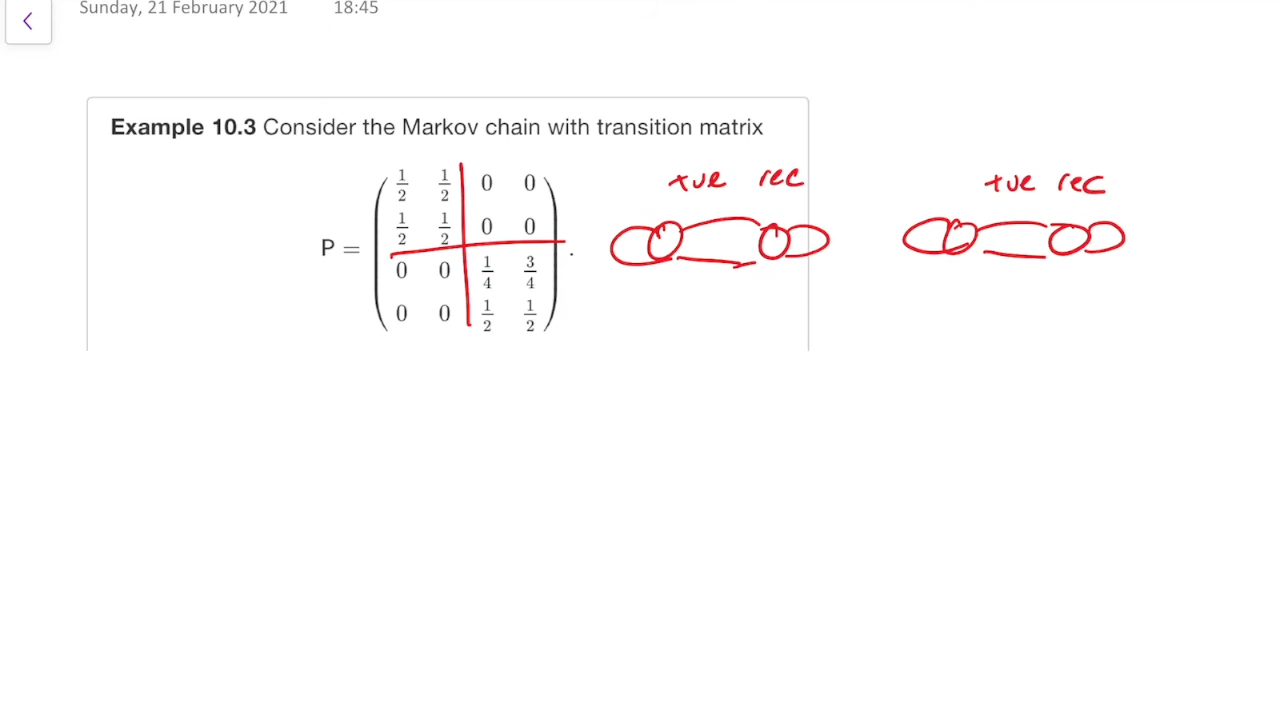 Sunday, 21 February 2021 18:45
Example 10.3 Consider the Markov chain with transition matrix
+ve rec +ve rec
1/2 1/2 0 0
1/2 1/2 0 0
P =
0 0 1/4 3/4 .
0 0 1/2 1/2